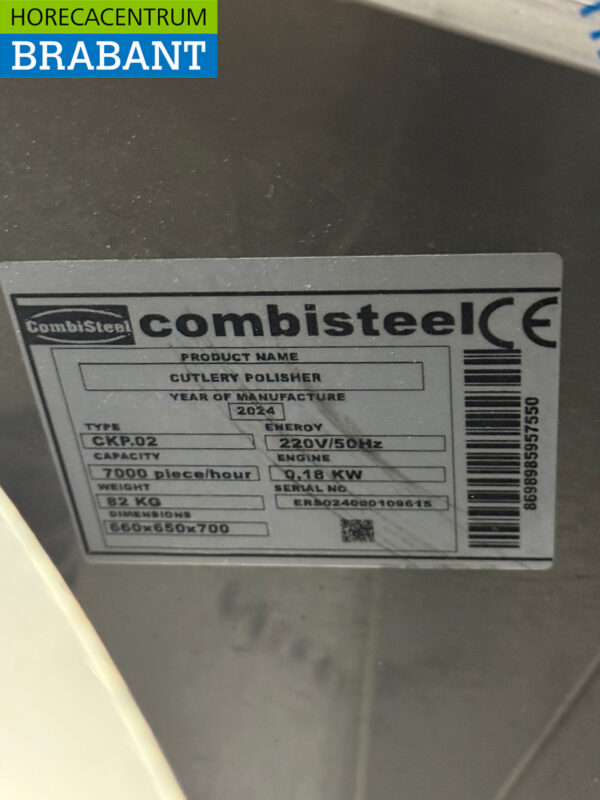 HORECACENTRUM
BRABANT
CombiSteel
combisteel CE
PRODUCT NAME
CUTLERY POLISHER
YEAR OF MANUFACTURE
2024
TYPE ENERGY
CKP.02 220V/50Hz
CAPACITY ENGINE
7000 piece/hour 0,18 KW
WEIGHT SERIAL NO.
82 KG ERS024000109615
DIMENSIONS
660x650x700
8698985957550